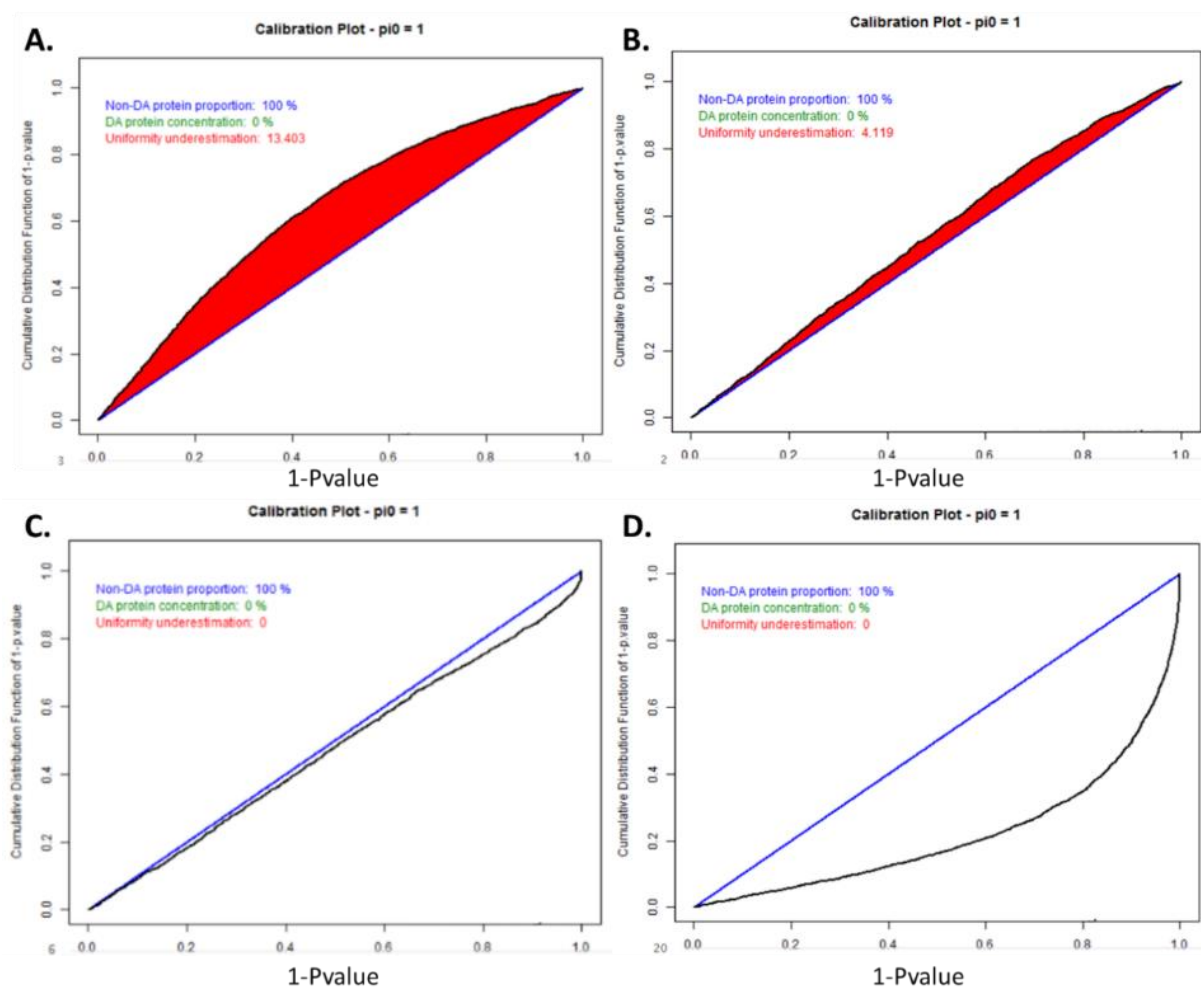 A.
Calibration Plot - pi0 = 1
Non-DA protein proportion: 100 %
DA protein concentration: 0 %
Uniformity underestimation: 13.403
Cumulative Distribution Function of 1-p.value
0.0 0.2 0.4 0.6 0.8 1.0
3 0.0 0.2 0.4 0.6 0.8 1.0
1-Pvalue
B.
Calibration Plot - pi0 = 1
Non-DA protein proportion: 100 %
DA protein concentration: 0 %
Uniformity underestimation: 4.119
Cumulative Distribution Function of 1-p.value
0.0 0.2 0.4 0.6 0.8 1.0
2 0.0 0.2 0.4 0.6 0.8 1.0
1-Pvalue
C.
Calibration Plot - pi0 = 1
Non-DA protein proportion: 100 %
DA protein concentration: 0 %
Uniformity underestimation: 0
Cumulative Distribution Function of 1-p.value
0.0 0.2 0.4 0.6 0.8 1.0
6 0.0 0.2 0.4 0.6 0.8 1.0
1-Pvalue
D.
Calibration Plot - pi0 = 1
Non-DA protein proportion: 100 %
DA protein concentration: 0 %
Uniformity underestimation: 0
Cumulative Distribution Function of 1-p.value
0.0 0.2 0.4 0.6 0.8 1.0
20 0.0 0.2 0.4 0.6 0.8 1.0
1-Pvalue